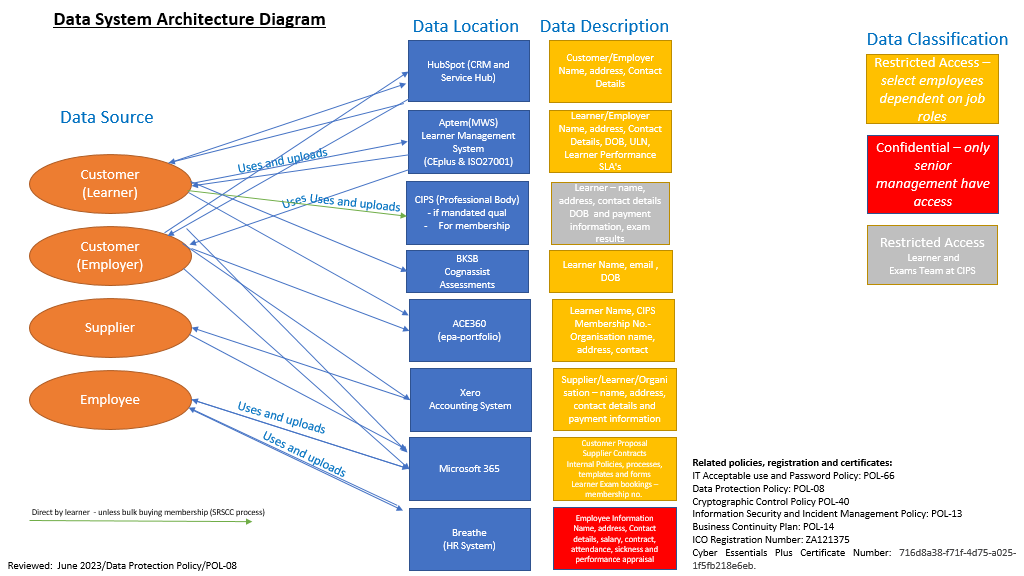 Data System Architecture Diagram
Data Source
Customer
(Learner)
Customer
(Employer)
Supplier
Employee
Uses and uploads
Uses Uses and uploads
Uses and uploads
Uses and uploads
Direct by learner - unless bulk buying membership (SRSCC process)
Reviewed: June 2023/Data Protection Policy/POL-08
Data Location
HubSpot (CRM and
Service Hub)
Aptem(MWS)
Learner Management
System
(CEplus & ISO27001)
CIPS (Professional Body)
- if mandated qual
- For membership
BKSB
Cognassist
Assessments
ACE360
(epa-portfolio)
Xero
Accounting System
Microsoft 365
Breathe
(HR System)
Data Description
Customer/Employer
Name, address, Contact
Details
Learner/Employer
Name, address, Contact
Details, DOB, ULN,
Learner Performance
SLA's
Learner – name,
address, contact details
DOB and payment
information, exam
results
Learner Name, email ,
DOB
Learner Name, CIPS
Membership No.-
Organisation name,
address, contact
Supplier/Learner/Organi
sation – name, address,
contact details and
payment information
Customer Proposal
Supplier Contracts
Internal Policies, processes,
templates and forms
Learner Exam bookings –
membership no.
Employee Information
Name, address, Contact
details, salary, contract,
attendance, sickness and
performance appraisal
Data Classification
Restricted Access –
select employees
dependent on job
roles
Confidential – only
senior
management have
access
Restricted Access
Learner and
Exams Team at CIPS
Related policies, registration and certificates:
IT Acceptable use and Password Policy: POL-66
Data Protection Policy: POL-08
Cryptographic Control Policy POL-40
Information Security and Incident Management Policy: POL-13
Business Continuity Plan: POL-14
ICO Registration Number: ZA121375
Cyber Essentials Plus Certificate Number: 716d8a38-f71f-4d75-a025-
1f5fb218e6eb.